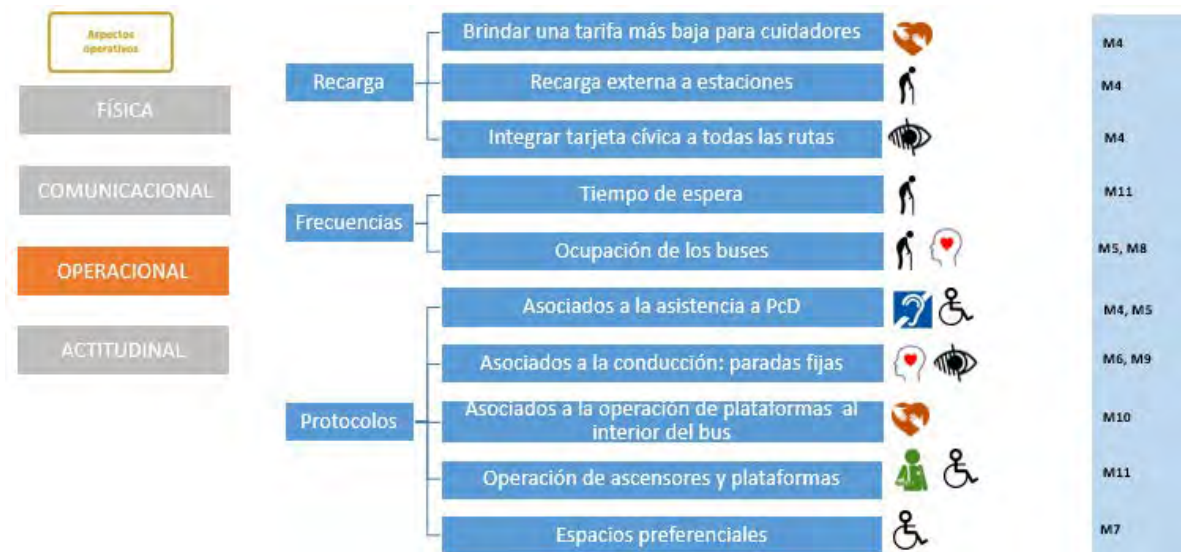 Aspectos
operativos
FÍSICA
COMUNICACIONAL
OPERACIONAL
ACTITUDINAL
Recarga
Brindar una tarifa más baja para cuidadores
M4
Recarga externa a estaciones
M4
Integrar tarjeta cívica a todas las rutas
M4
Frecuencias
Tiempo de espera
M11
Ocupación de los buses
M5, M8
Protocolos
Asociados a la asistencia a PcD
M4, M5
Asociados a la conducción: paradas fijas
M6, M9
Asociados a la operación de plataformas al
interior del bus
M10
Operación de ascensores y plataformas
M11
Espacios preferenciales
M7